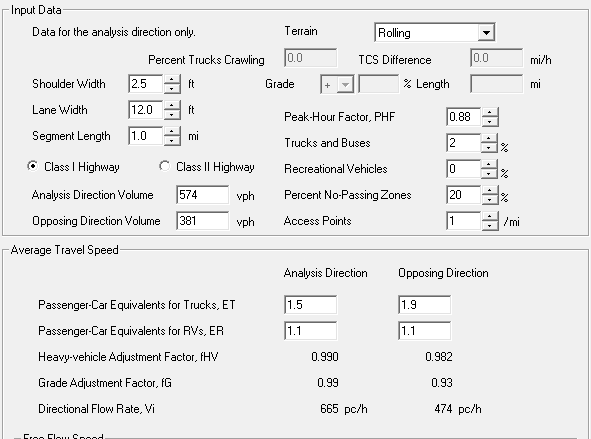 Input Data
Data for the analysis direction only. Terrain Rolling
Percent Trucks Crawling 0.0 TCS Difference 0.0 mi/h
Shoulder Width 2.5 ft Grade + % Length mi
Lane Width 12.0 ft Peak-Hour Factor, PHF 0.88
Segment Length 1.0 mi Trucks and Buses 2 %
Class I Highway Class II Highway Recreational Vehicles 0 %
Analysis Direction Volume 574 vph Percent No-Passing Zones 20 %
Opposing Direction Volume 381 vph Access Points 1 /mi
Average Travel Speed
Analysis Direction Opposing Direction
Passenger-Car Equivalents for Trucks, ET 1.5 1.9
Passenger-Car Equivalents for RVs, ER 1.1 1.1
Heavy-vehicle Adjustment Factor, fHV 0.990 0.982
Grade Adjustment Factor, fG 0.99 0.93
Directional Flow Rate, Vi 665 pc/h 474 pc/h
Free Flow Speed